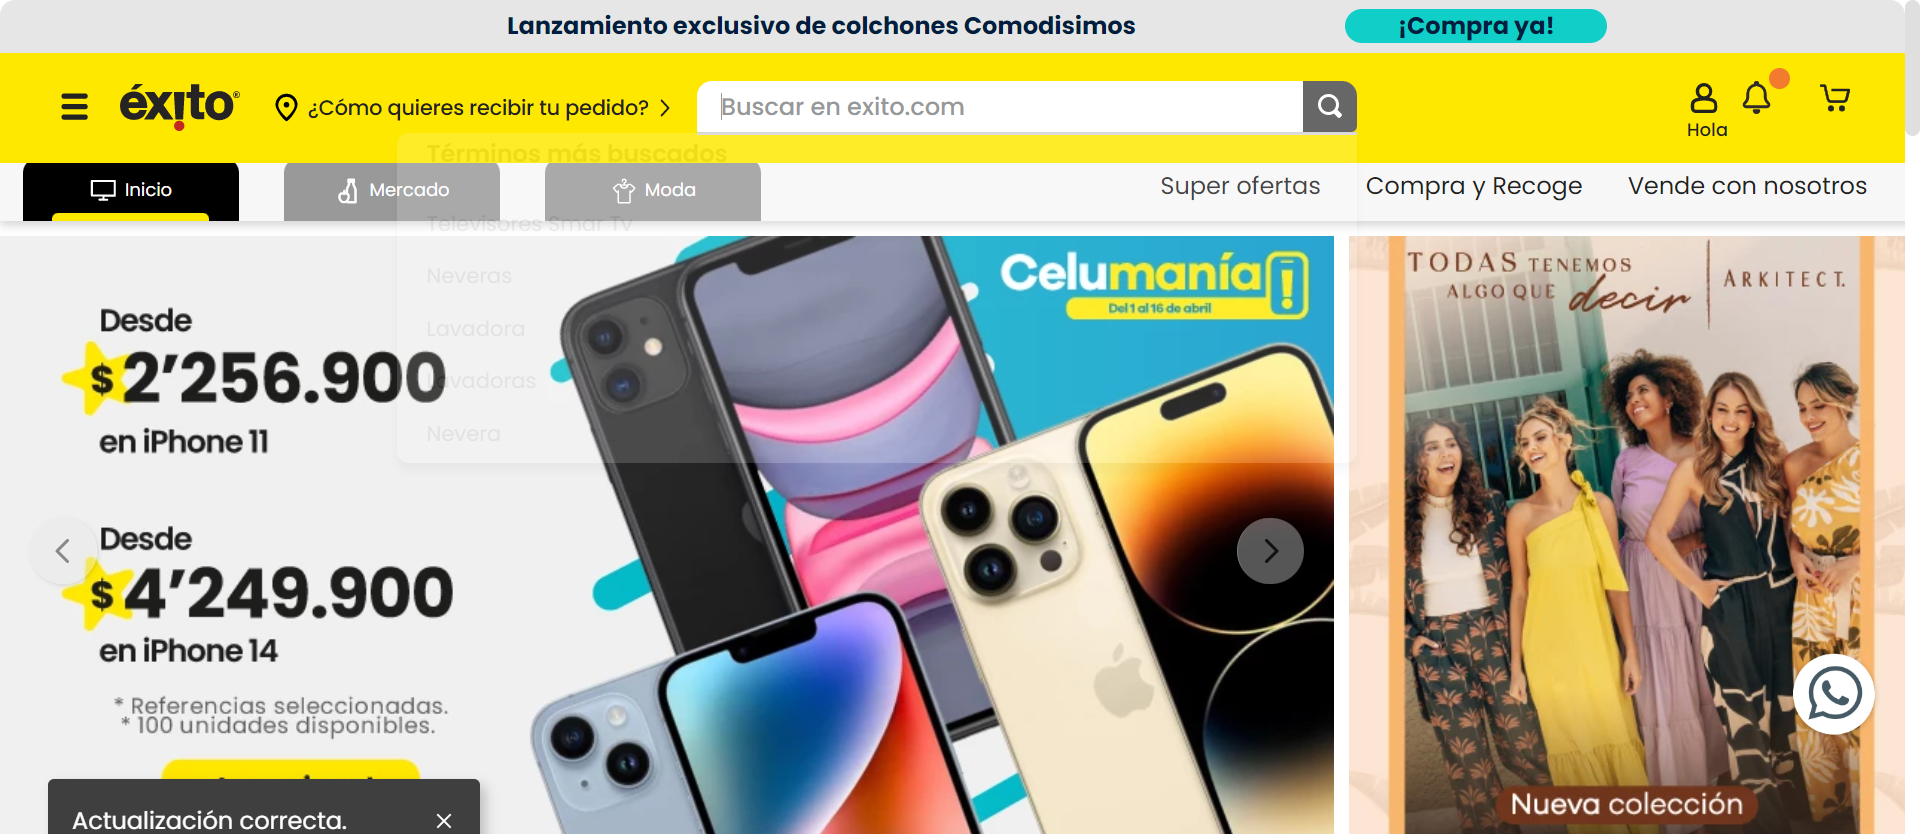 Lanzamiento exclusivo de colchones Comodisimos
¡Compra ya!
éxito®
¿Cómo quieres recibir tu pedido?
Buscar en exito.com
Hola
Términos más buscados
Inicio
Mercado
Moda
Super ofertas
Compra y Recoge
Vende con nosotros
Televisores Smar Tv
Neveras
Lavadora
Lavadoras
Nevera
Desde
$2'256.900
en iPhone 11
Desde
$4'249.900
en iPhone 14
* Referencias seleccionadas.
* 100 unidades disponibles.
Celumanía
Del 1 al 16 de abril
TODAS TENEMOS
ALGO QUE decir
ARKITECT.
Nueva colección
Actualización correcta.